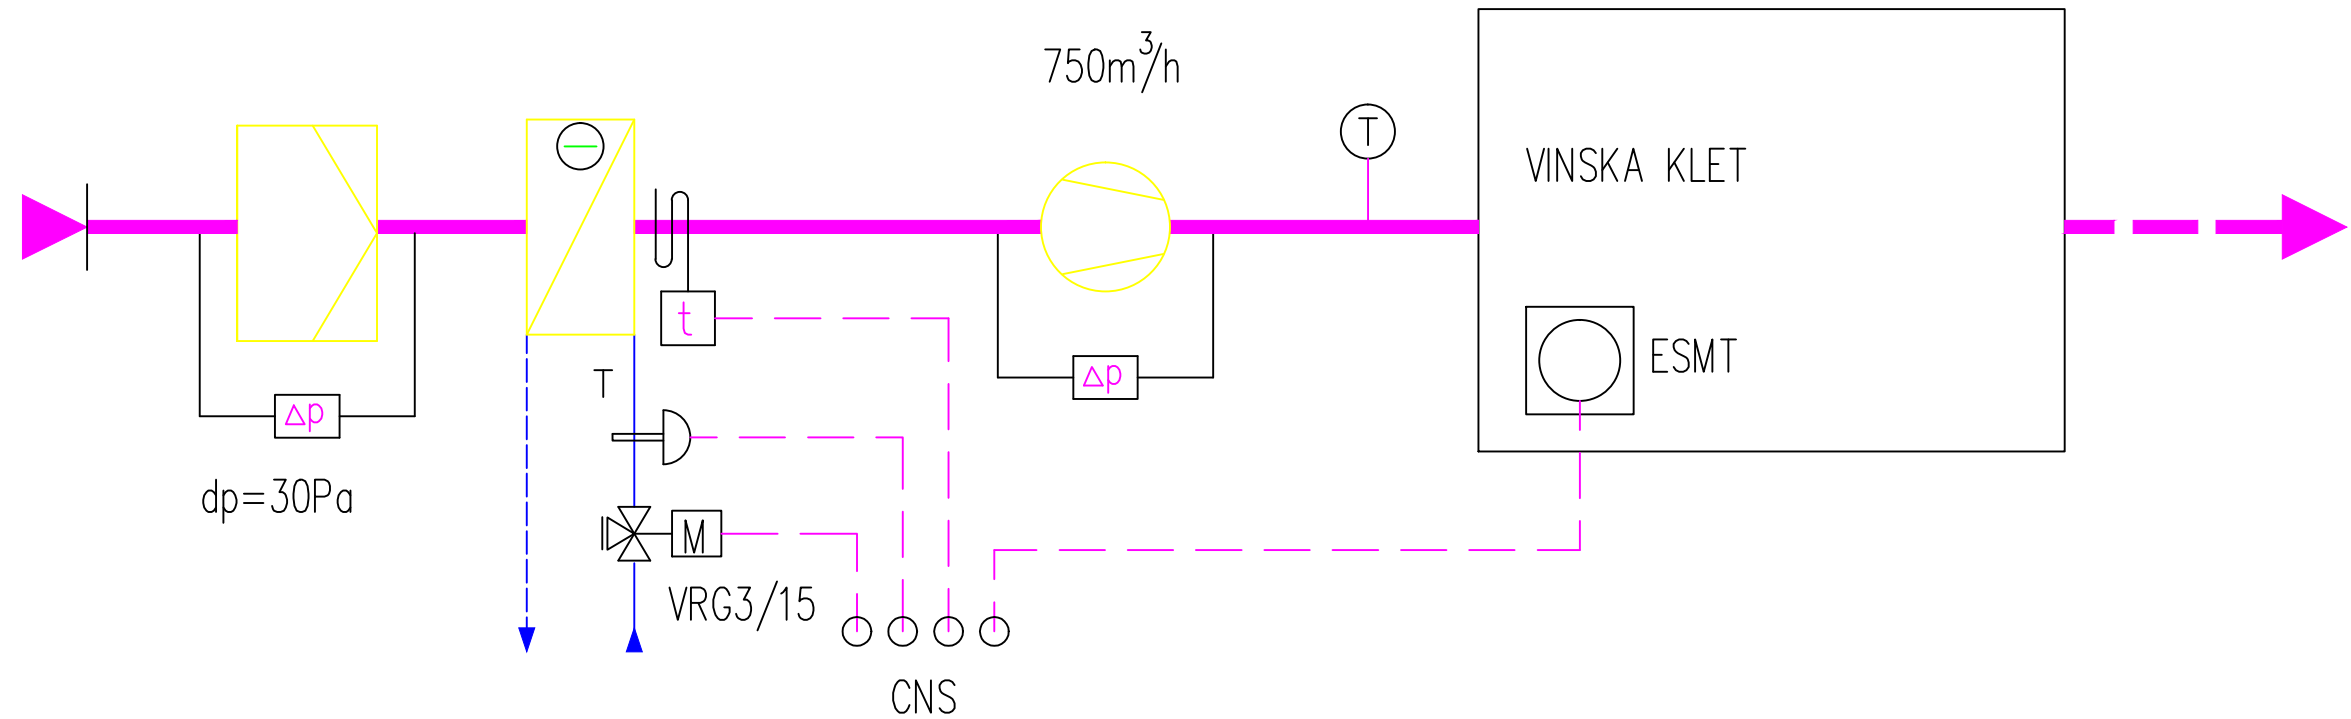 750m³/h
T
VINSKA KLET
t
ESMT
T
Δp
Δp
dp=30Pa
M
VRG3/15
CNS